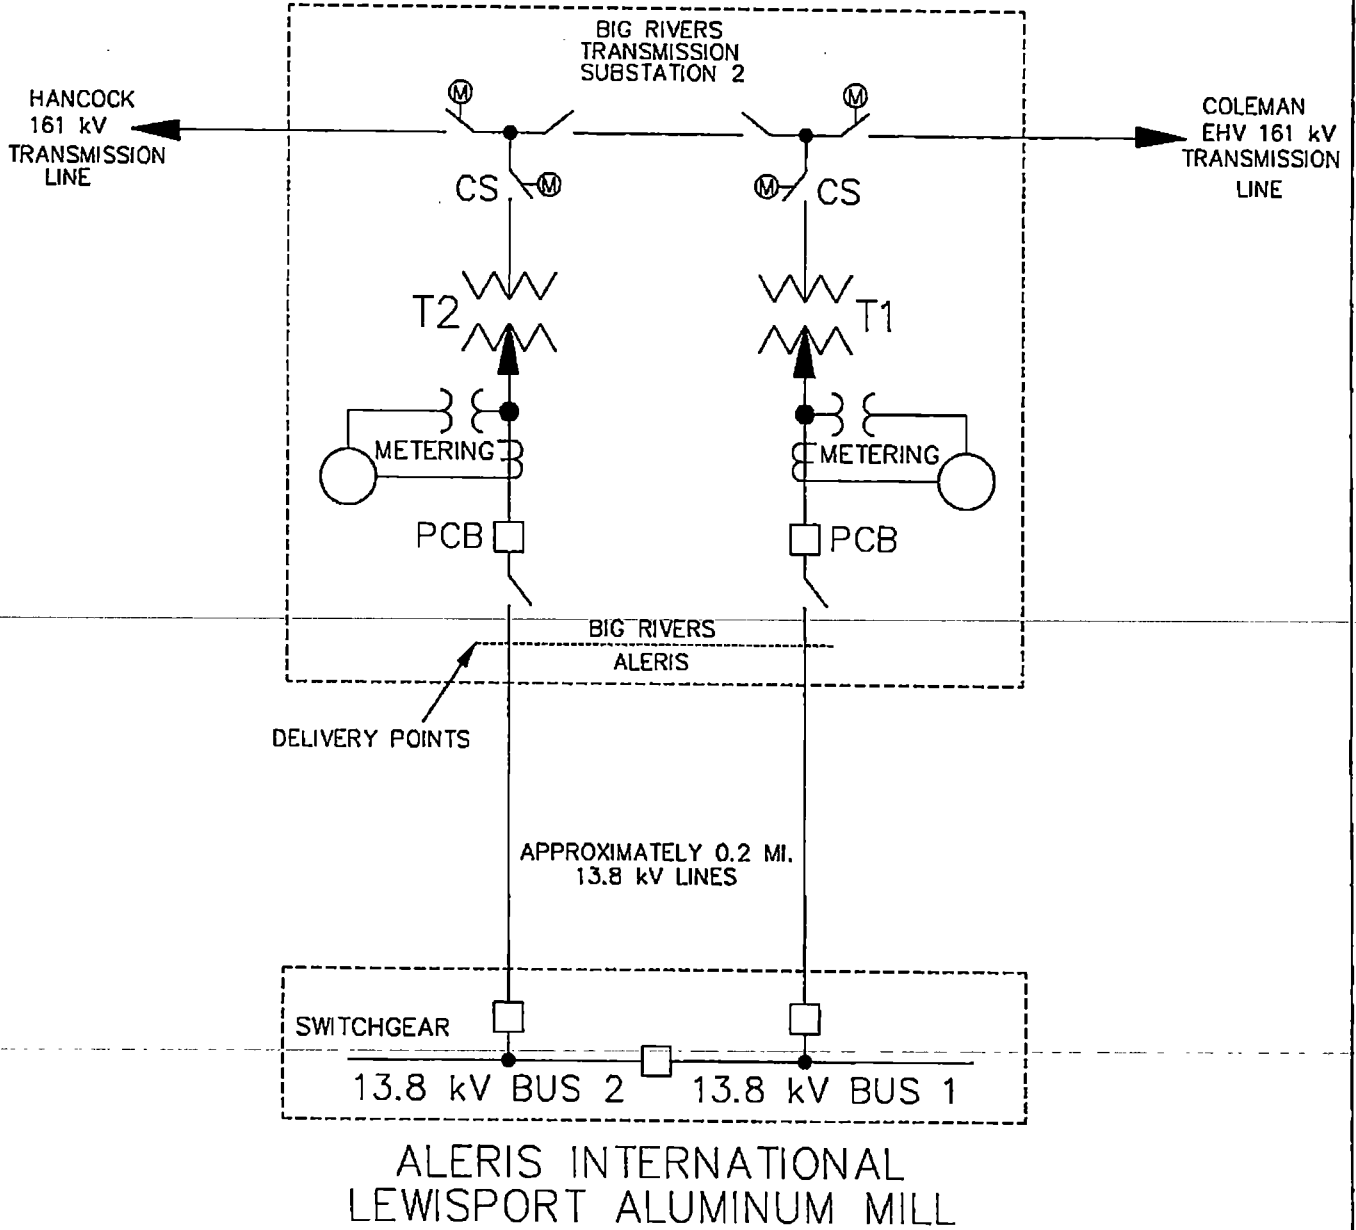 BIG RIVERS
TRANSMISSION
SUBSTATION 2
HANCOCK
161 kV
TRANSMISSION
LINE
COLEMAN
EHV 161 kV
TRANSMISSION
LINE
M
M
CS M
M CS
T2
T1
METERING
METERING
PCB
PCB
BIG RIVERS
ALERIS
DELIVERY POINTS
APPROXIMATELY 0.2 MI.
13.8 kV LINES
SWITCHGEAR
13.8 kV BUS 2
13.8 kV BUS 1
ALERIS INTERNATIONAL
LEWISPORT ALUMINUM MILL